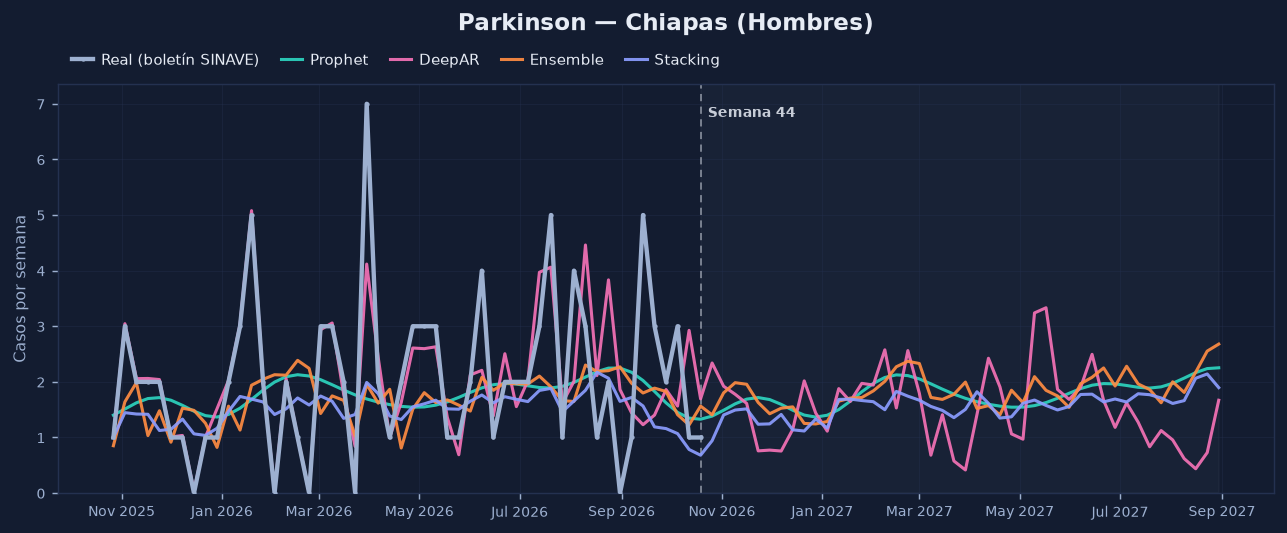 Parkinson — Chiapas (Hombres)
Real (boletín SINAVE) Prophet DeepAR Ensemble Stacking
Semana 44
Casos por semana
7
6
5
4
3
2
1
0
Nov 2025 Jan 2026 Mar 2026 May 2026 Jul 2026 Sep 2026 Nov 2026 Jan 2027 Mar 2027 May 2027 Jul 2027 Sep 2027